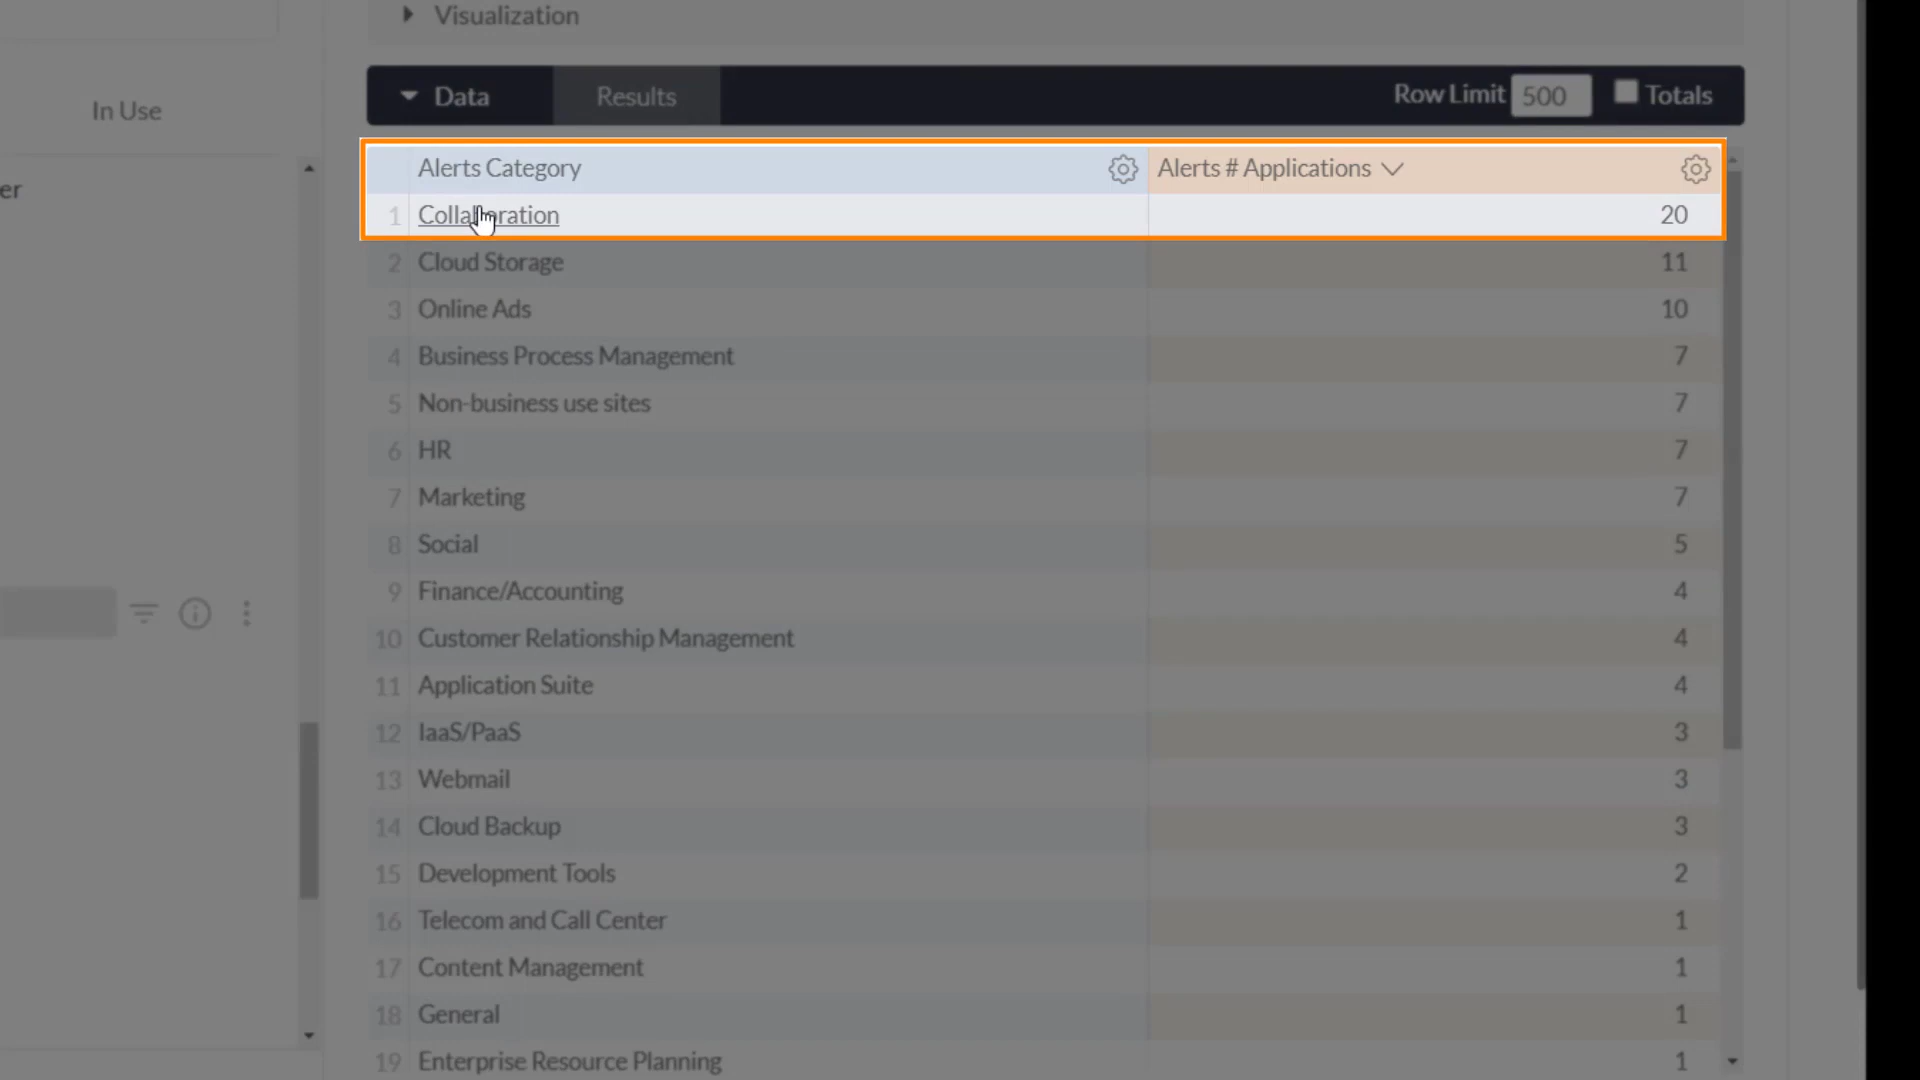 Visualization
Data Results Row Limit 500 Totals
In Use
er
Alerts Category Alerts # Applications
1 Collaboration 20
2 Cloud Storage 11
3 Online Ads 10
4 Business Process Management 7
5 Non-business use sites 7
6 HR 7
7 Marketing 7
8 Social 5
9 Finance/Accounting 4
10 Customer Relationship Management 4
11 Application Suite 4
12 IaaS/PaaS 3
13 Webmail 3
14 Cloud Backup 3
15 Development Tools 2
16 Telecom and Call Center 1
17 Content Management 1
18 General 1
19 Enterprise Resource Planning 1